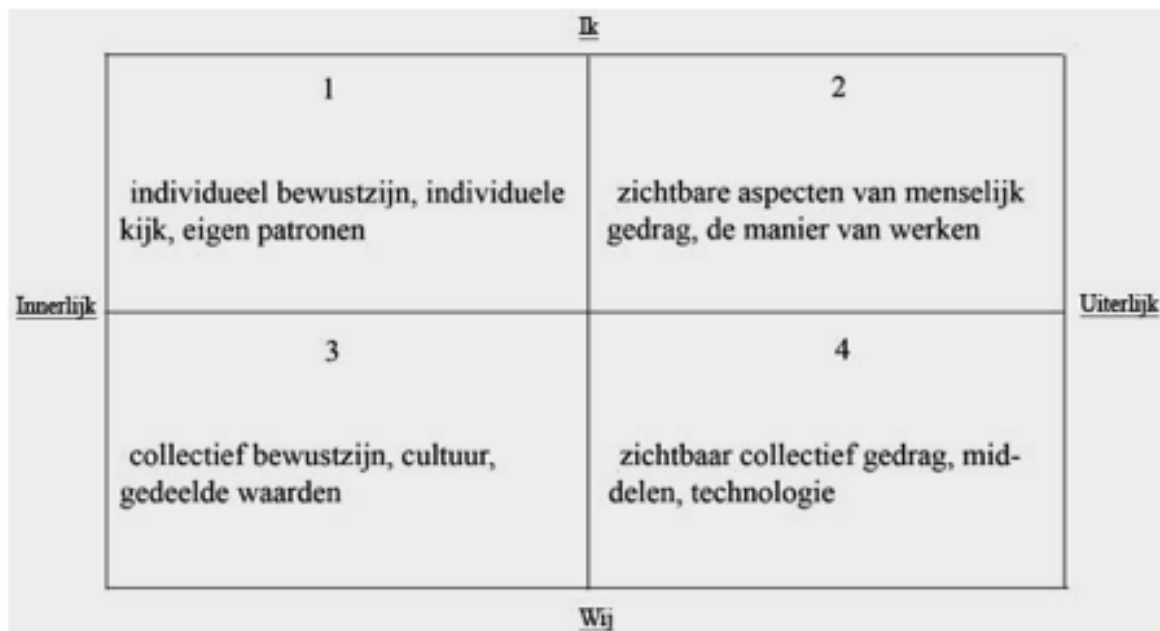 Ik
1
2
individueel bewustzijn, individuele
kijk, eigen patronen
zichtbare aspecten van menselijk
gedrag, de manier van werken
Innerlijk
Uiterlijk
3
4
collectief bewustzijn, cultuur,
gedeelde waarden
zichtbaar collectief gedrag, mid-
delen, technologie
Wij